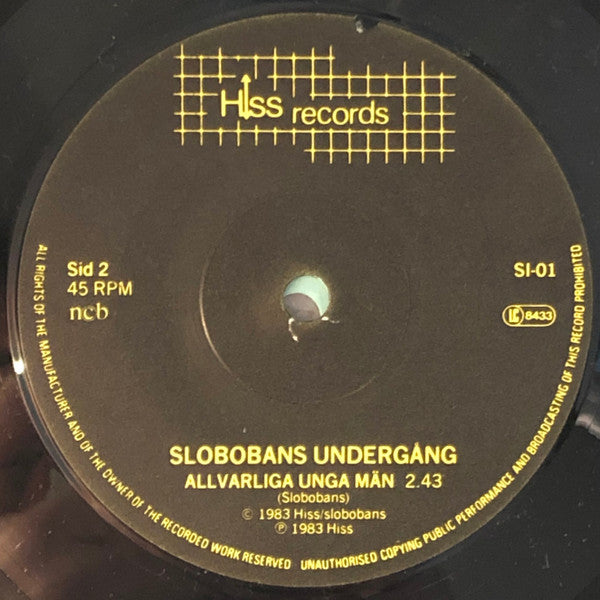 Hiss records
Sid 2
45 RPM
ncb
SI-01
LC 8433
SLOBOBANS UNDERGÅNG
ALLVARLIGA UNGA MÄN 2.43
(Slobobans)
© 1983 Hiss/slobobans
℗ 1983 Hiss
ALL RIGHTS OF THE MANUFACTURER AND OF THE OWNER OF THE RECORDED WORK RESERVED UNAUTHORISED COPYING PUBLIC PERFORMANCE AND BROADCASTING OF THIS RECORD PROHIBITED